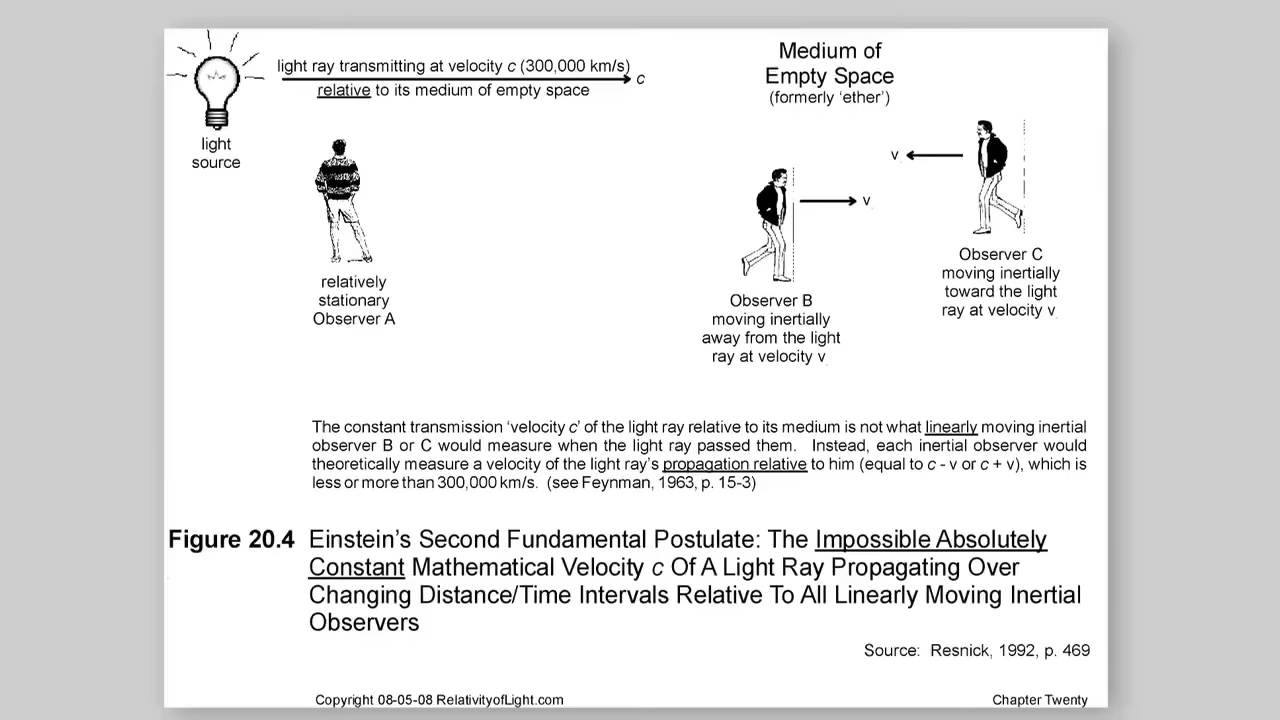 light ray transmitting at velocity c (300,000 km/s)
c
relative to its medium of empty space
light
source
Medium of
Empty Space
(formerly ‘ether’)
v
v
relatively
stationary
Observer A
Observer B
moving inertially
away from the light
ray at velocity v
Observer C
moving inertially
toward the light
ray at velocity v
The constant transmission ‘velocity c’ of the light ray relative to its medium is not what linearly moving inertial
observer B or C would measure when the light ray passed them. Instead, each inertial observer would
theoretically measure a velocity of the light ray’s propagation relative to him (equal to c - v or c + v), which is
less or more than 300,000 km/s. (see Feynman, 1963, p. 15-3)
Figure 20.4 Einstein’s Second Fundamental Postulate: The Impossible Absolutely
Constant Mathematical Velocity c Of A Light Ray Propagating Over
Changing Distance/Time Intervals Relative To All Linearly Moving Inertial
Observers
Source: Resnick, 1992, p. 469
Copyright 08-05-08 RelativityofLight.com
Chapter Twenty